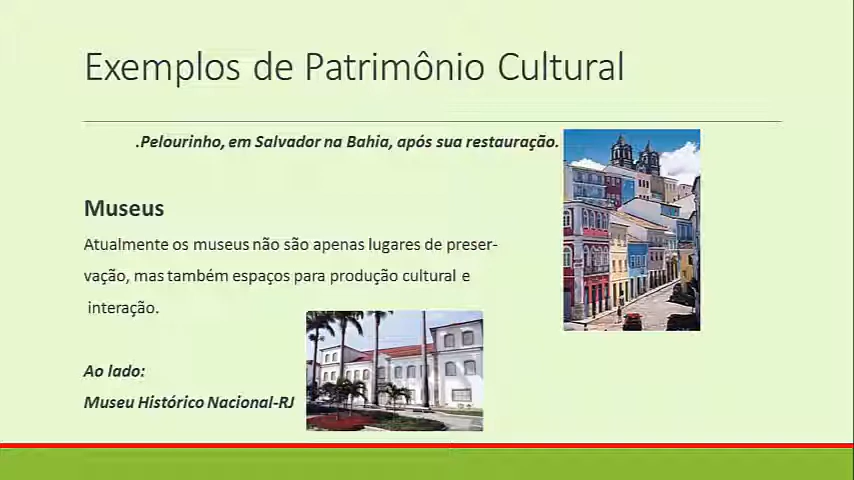 Exemplos de Patrimônio Cultural
.Pelourinho, em Salvador na Bahia, após sua restauração.
Museus
Atualmente os museus não são apenas lugares de preser-
vação, mas também espaços para produção cultural e
interação.
Ao lado:
Museu Histórico Nacional-RJ